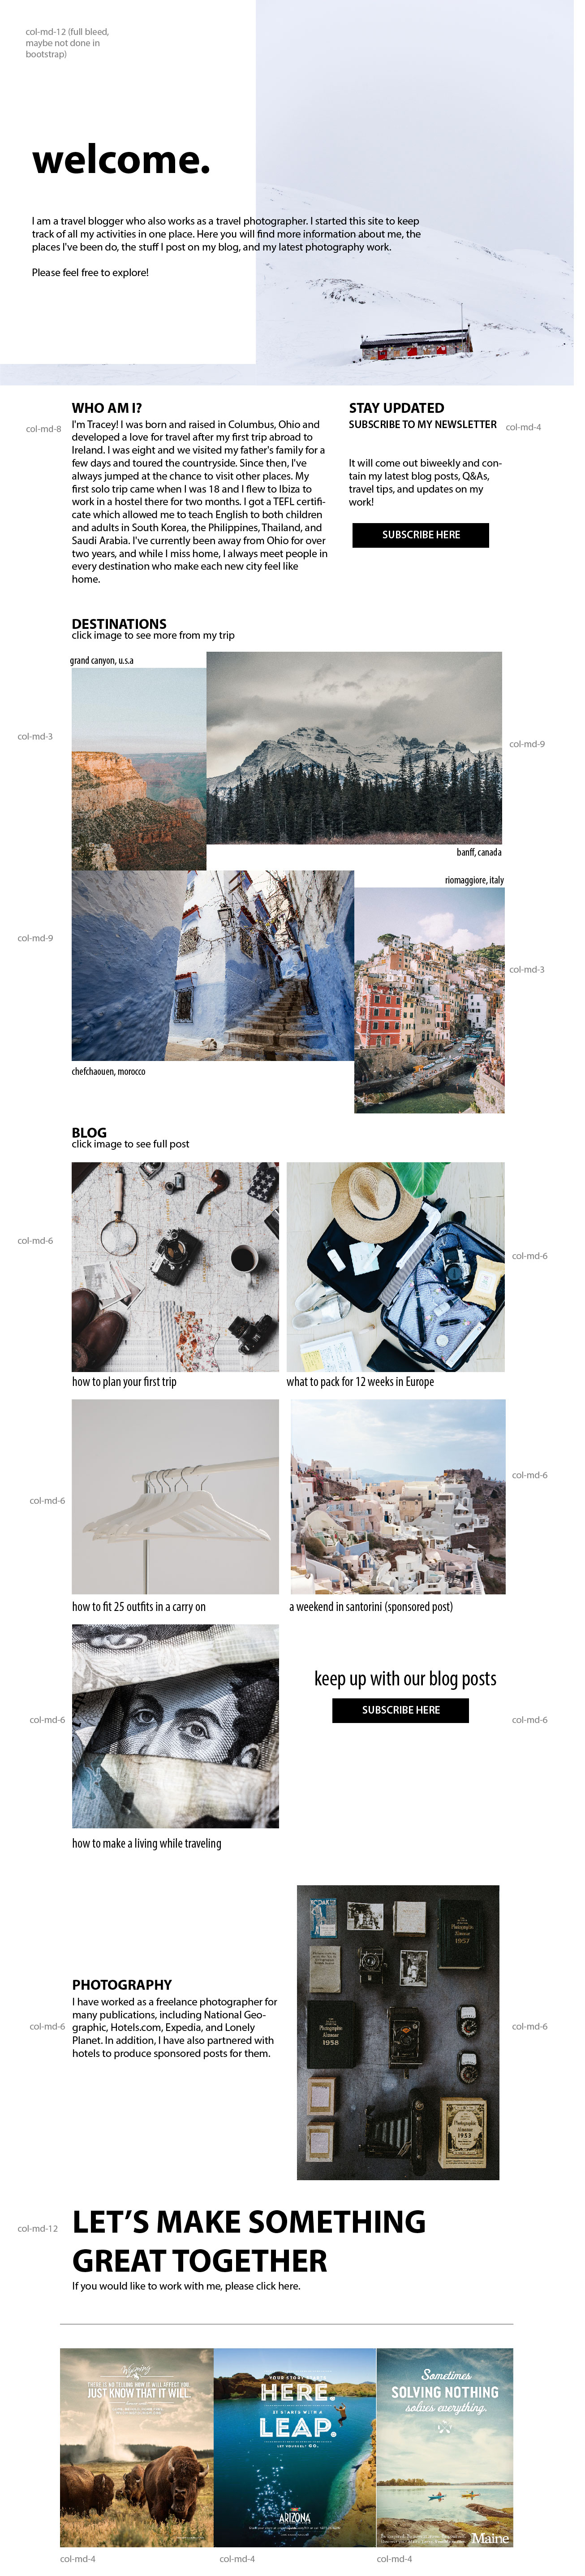 col-md-12 (full bleed,
maybe not done in
bootstrap)
welcome.
I am a travel blogger who also works as a travel photographer. I started this site to keep
track of all my activities in one place. Here you will find more information about me, the
places I've been do, the stuff I post on my blog, and my latest photography work.
Please feel free to explore!
WHO AM I?
col-md-8
I'm Tracey! I was born and raised in Columbus, Ohio and
developed a love for travel after my first trip abroad to
Ireland. I was eight and we visited my father's family for a
few days and toured the countryside. Since then, I've
always jumped at the chance to visit other places. My
first solo trip came when I was 18 and I flew to Ibiza to
work in a hostel there for two months. I got a TEFL certifi-
cate which allowed me to teach English to both children
and adults in South Korea, the Philippines, Thailand, and
Saudi Arabia. I've currently been away from Ohio for over
two years, and while I miss home, I always meet people in
every destination who make each new city feel like
home.
STAY UPDATED
SUBSCRIBE TO MY NEWSLETTER
col-md-4
It will come out biweekly and con-
tain my latest blog posts, Q&As,
travel tips, and updates on my
work!
SUBSCRIBE HERE
DESTINATIONS
click image to see more from my trip
grand canyon, u.s.a
col-md-3
col-md-9
banff, canada
riomaggiore, italy
col-md-9
col-md-3
chefchaouen, morocco
BLOG
click image to see full post
col-md-6
col-md-6
how to plan your first trip
what to pack for 12 weeks in Europe
col-md-6
col-md-6
how to fit 25 outfits in a carry on
a weekend in santorini (sponsored post)
keep up with our blog posts
SUBSCRIBE HERE
col-md-6
col-md-6
how to make a living while traveling
KODAK
Photographic
Almanac
1957
Photographic
Almanac
1958
Photographic
Almanac
1953
PHOTOGRAPHY
I have worked as a freelance photographer for
many publications, including National Geo-
graphic, Hotels.com, Expedia, and Lonely
Planet. In addition, I have also partnered with
hotels to produce sponsored posts for them.
col-md-6
col-md-6
col-md-12
LET'S MAKE SOMETHING
GREAT TOGETHER
If you would like to work with me, please click here.
Wyoming
THERE IS NO TELLING HOW IT WILL AFFECT YOU
JUST KNOW THAT IT WILL.
YOUR STORY STARTS
HERE.
IT STARTS WITH A
LEAP.
LET YOURSELF GO.
ARIZONA
Sometimes
SOLVING NOTHING
solves everything.
Maine
col-md-4
col-md-4
col-md-4